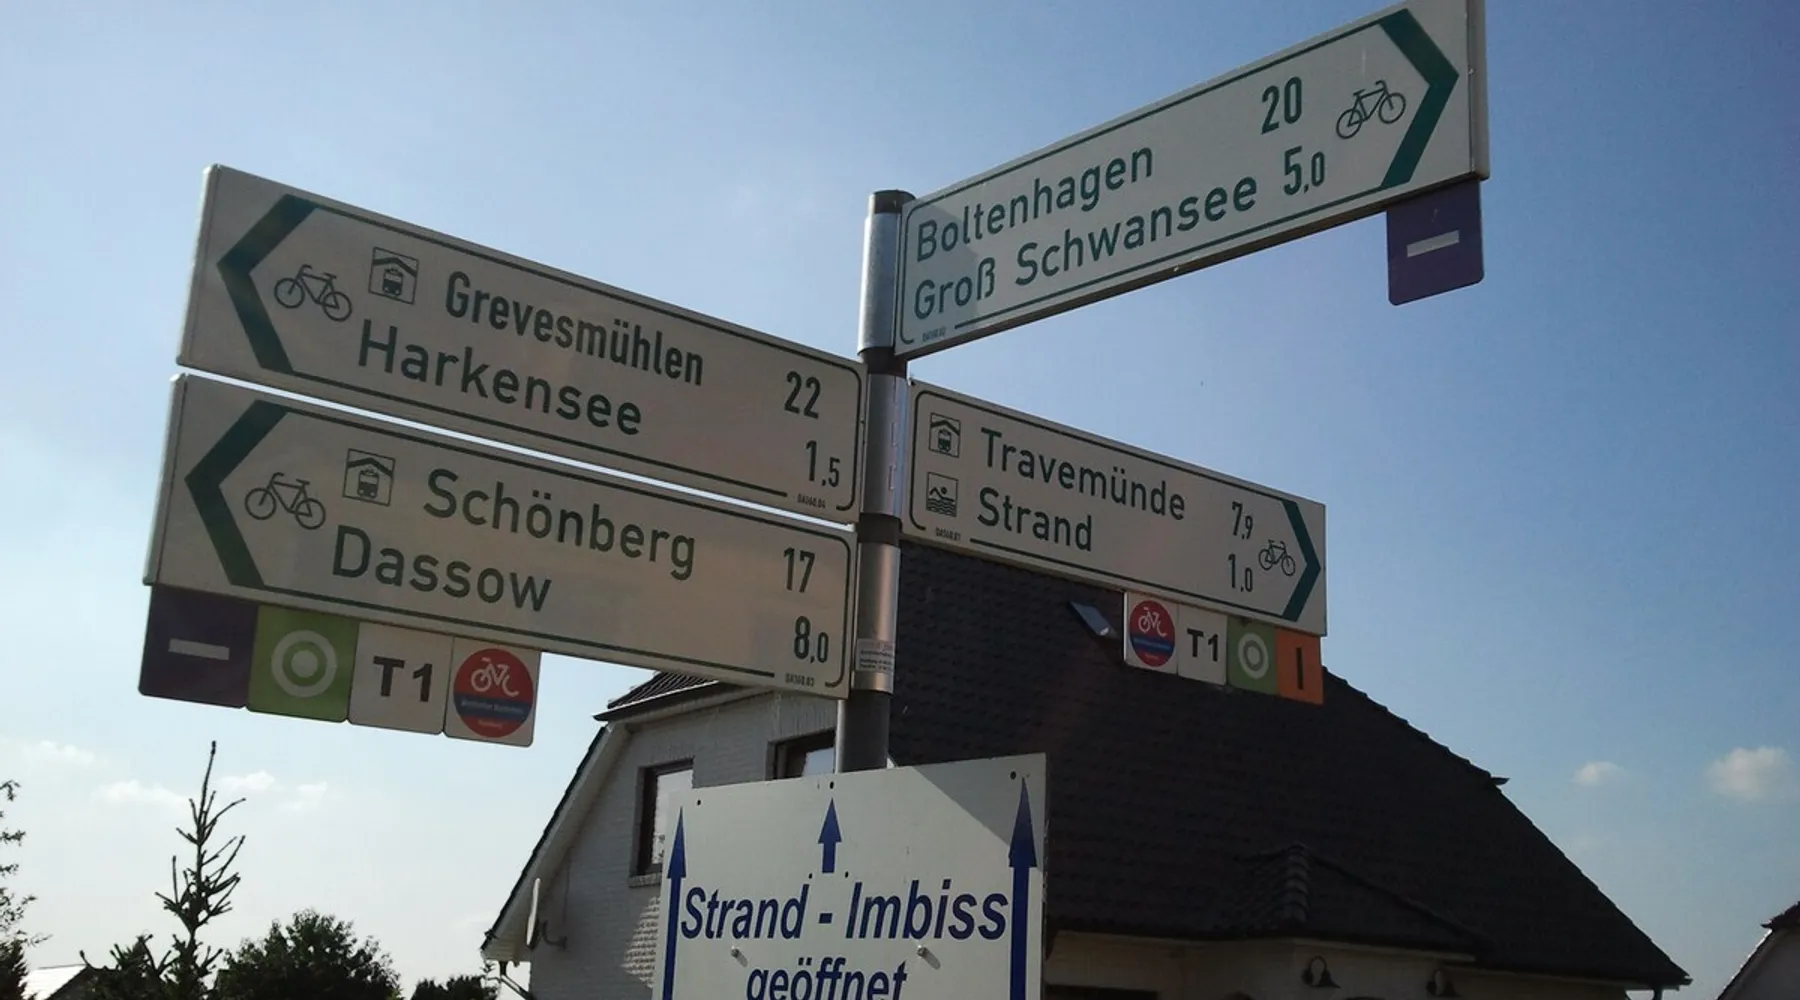 Boltenhagen 20
Groß Schwansee 5,0
Grevesmühlen 22
Harkensee 1,5
Schönberg 17
Dassow 8,0
T1
Travemünde 7,9
Strand 1,0
T1
Strand - Imbiss
geöffnet